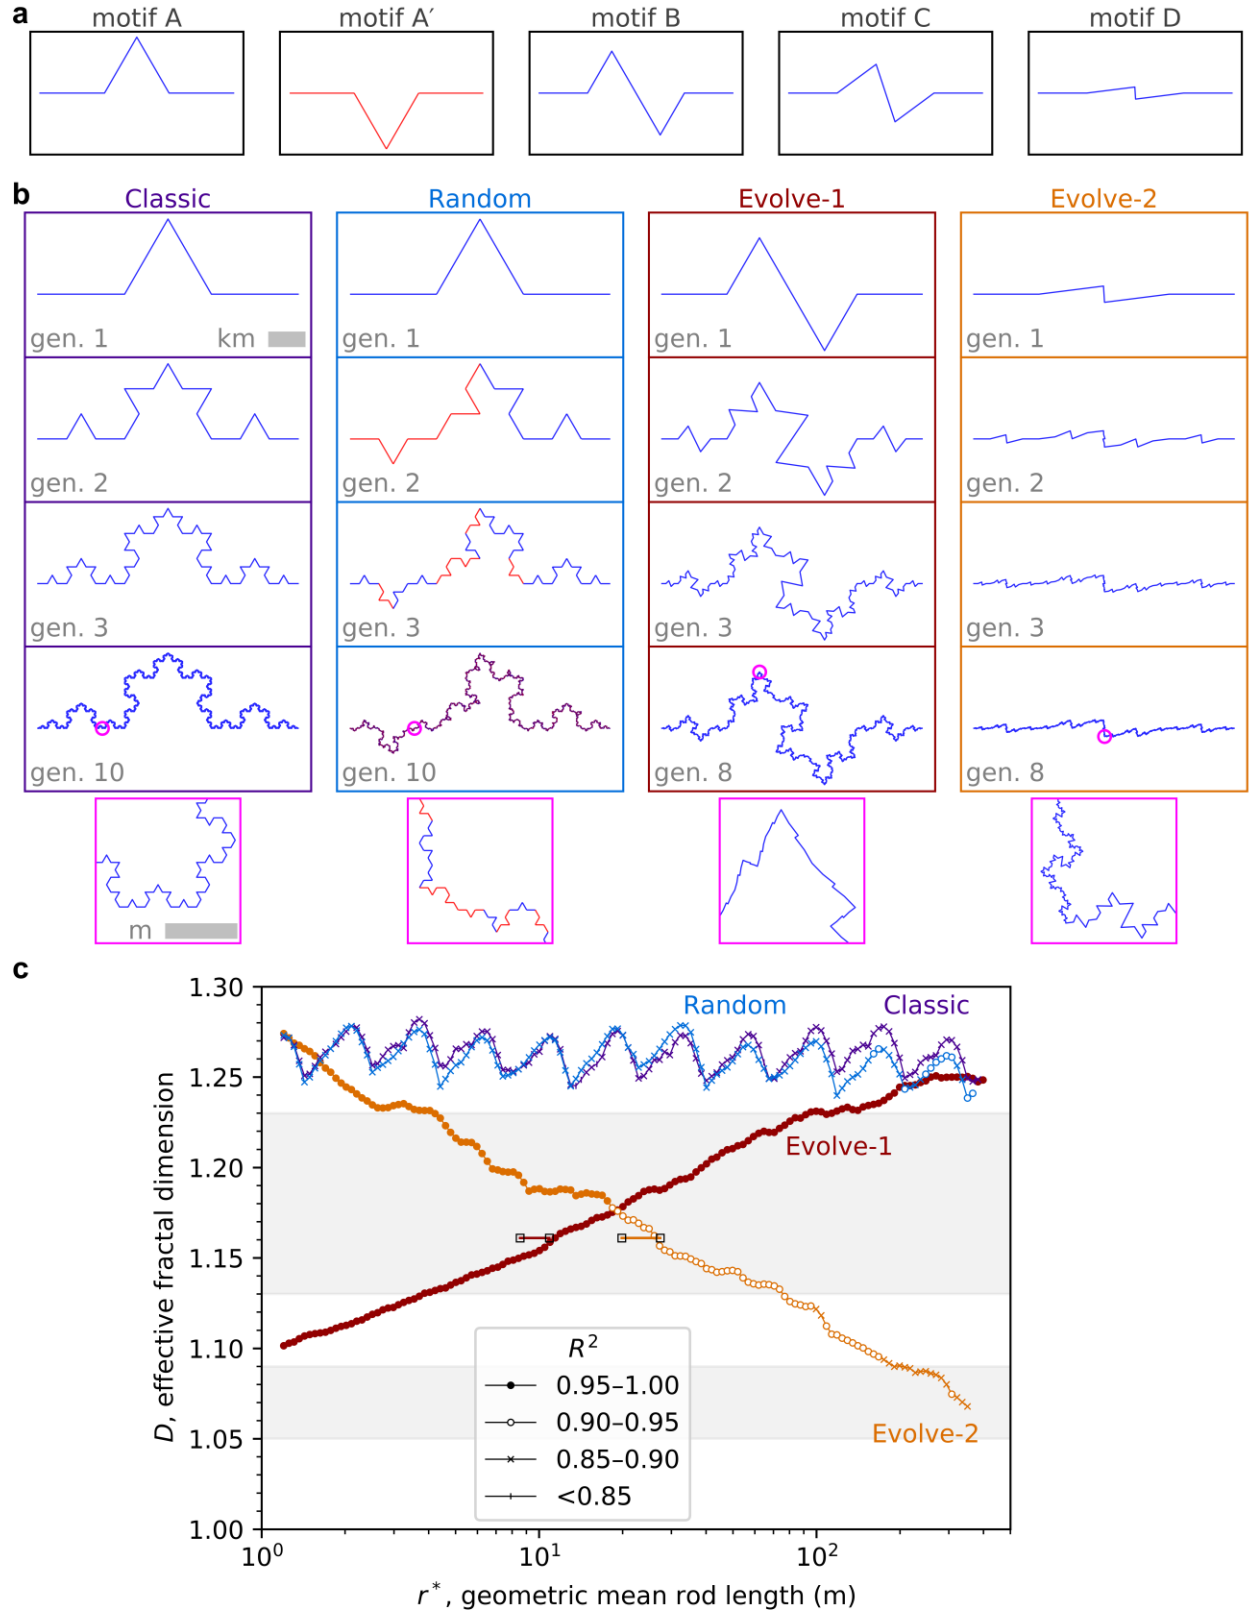 a
motif A
motif A′
motif B
motif C
motif D
b
Classic
Random
Evolve-1
Evolve-2
gen. 1
km
gen. 1
gen. 1
gen. 1
gen. 2
gen. 2
gen. 2
gen. 2
gen. 3
gen. 3
gen. 3
gen. 3
gen. 10
gen. 10
gen. 8
gen. 8
m
c
D, effective fractal dimension
1.30
1.25
1.20
1.15
1.10
1.05
1.00
Random
Classic
Evolve-1
Evolve-2
R²
0.95–1.00
0.90–0.95
0.85–0.90
<0.85
10⁰
10¹
10²
r*, geometric mean rod length (m)